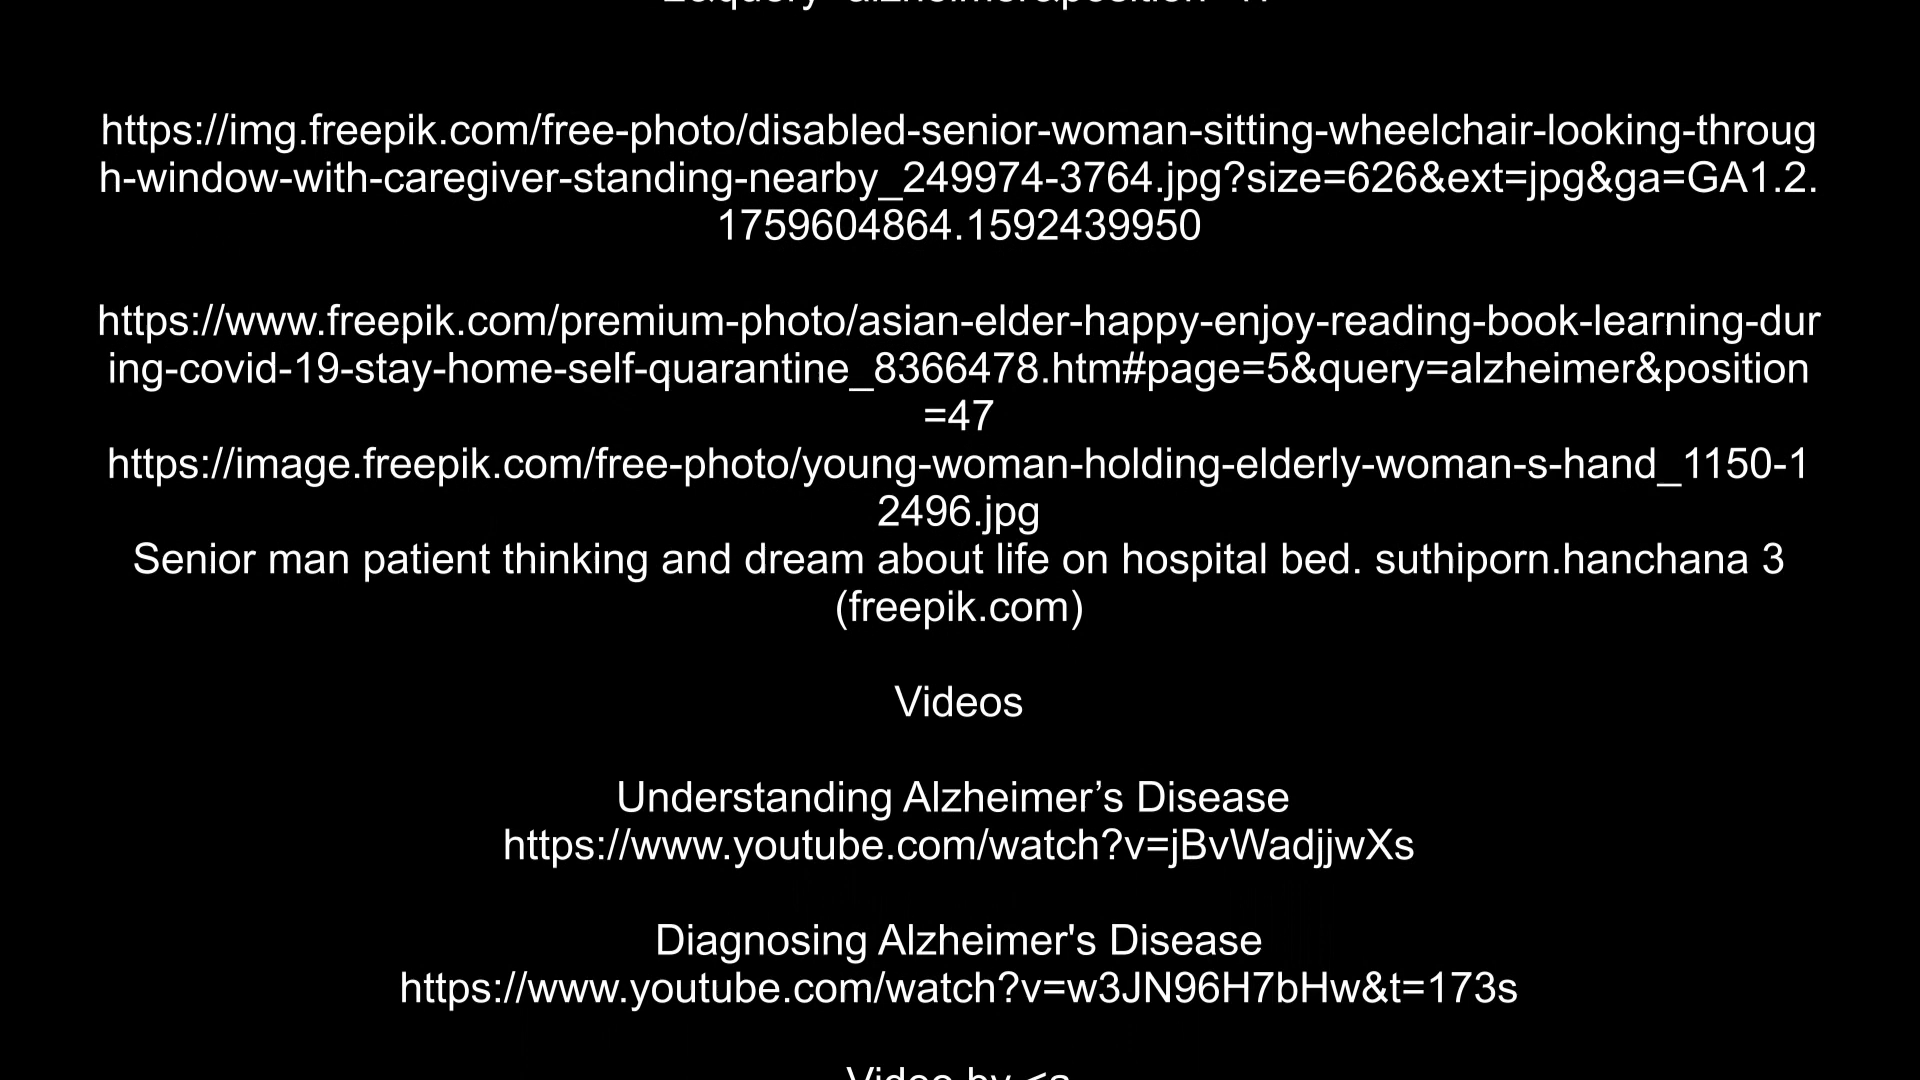 https://img.freepik.com/free-photo/disabled-senior-woman-sitting-wheelchair-looking-throug
h-window-with-caregiver-standing-nearby_249974-3764.jpg?size=626&ext=jpg&ga=GA1.2.
1759604864.1592439950
https://www.freepik.com/premium-photo/asian-elder-happy-enjoy-reading-book-learning-dur
ing-covid-19-stay-home-self-quarantine_8366478.htm#page=5&query=alzheimer&position
=47
https://image.freepik.com/free-photo/young-woman-holding-elderly-woman-s-hand_1150-1
2496.jpg
Senior man patient thinking and dream about life on hospital bed. suthiporn.hanchana 3
(freepik.com)
Videos
Understanding Alzheimer’s Disease
https://www.youtube.com/watch?v=jBvWadjjwXs
Diagnosing Alzheimer's Disease
https://www.youtube.com/watch?v=w3JN96H7bHw&t=173s
Video by <s